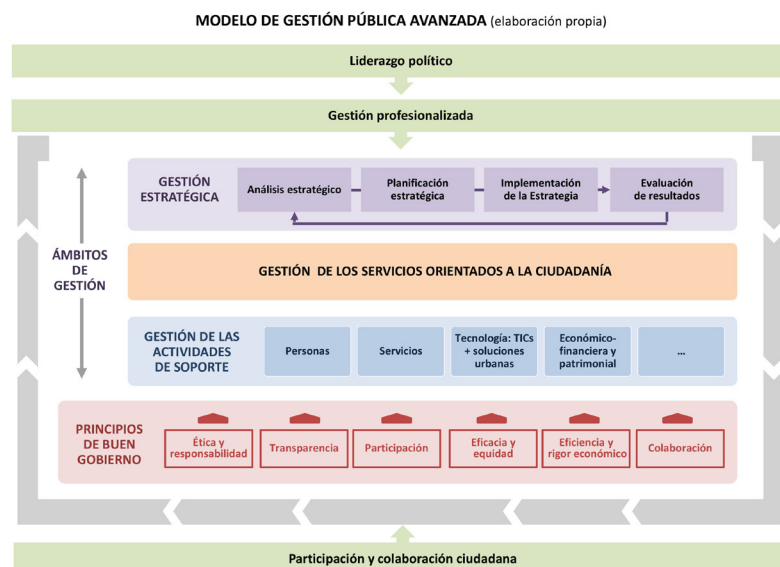 MODELO DE GESTIÓN PÚBLICA AVANZADA (elaboración propia)
Liderazgo político
Gestión profesionalizada
ÁMBITOS
DE
GESTIÓN
GESTIÓN
ESTRATÉGICA
Análisis estratégico
Planificación
estratégica
Implementación
de la Estrategia
Evaluación
de resultados
GESTIÓN DE LOS SERVICIOS ORIENTADOS A LA CIUDADANÍA
GESTIÓN DE LAS
ACTIVIDADES
DE SOPORTE
Personas
Servicios
Tecnología: TICs
+ soluciones
urbanas
Económico-
financiera y
patrimonial
...
PRINCIPIOS
DE BUEN
GOBIERNO
Ética y
responsabilidad
Transparencia
Participación
Eficacia y
equidad
Eficiencia y
rigor económico
Colaboración
Participación y colaboración ciudadana